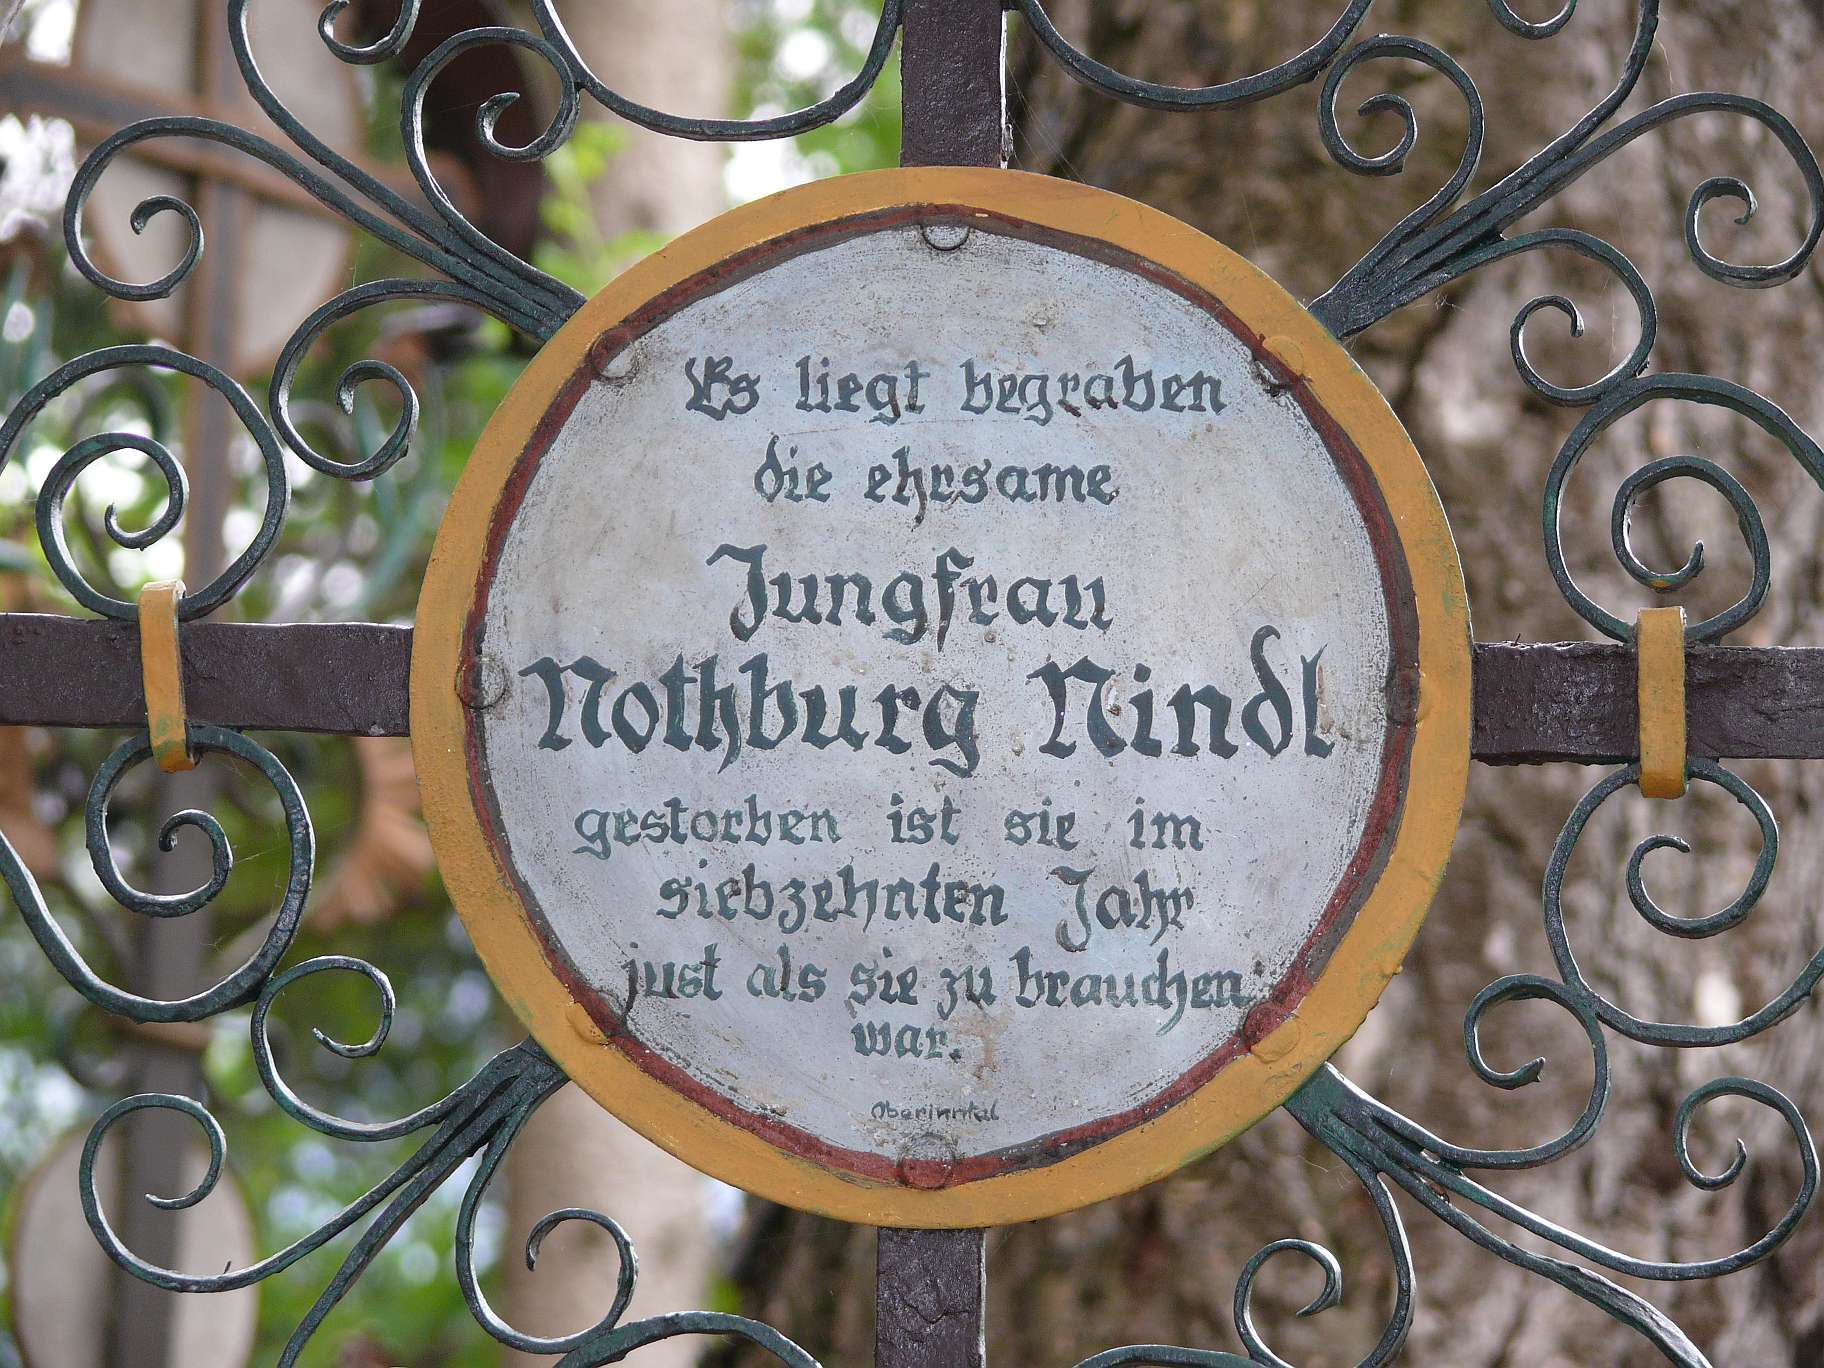 Es liegt begraben
die ehrsame
Jungfrau
Nothburg Nindl
gestorben ist sie im
siebzehnten Jahr
just als sie zu brauchen
war.
Oberinntal